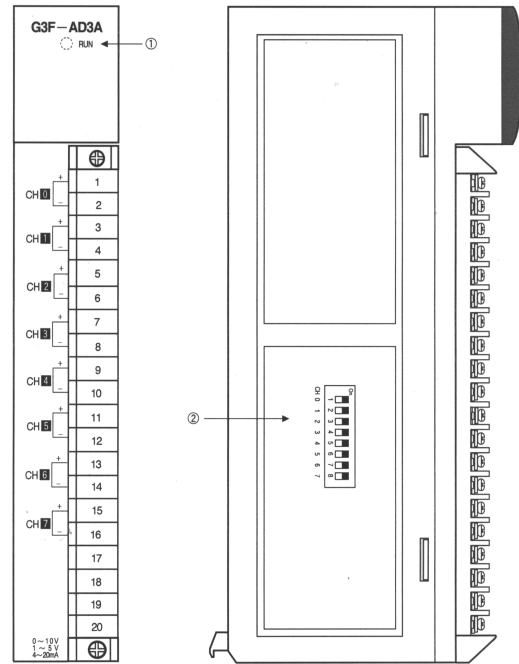 G3F-AD3A
RUN
①
+
CH 0
-
1
2
+
CH 1
-
3
4
+
CH 2
-
5
6
+
CH 3
-
7
8
+
CH 4
-
9
10
+
CH 5
-
11
12
+
CH 6
-
13
14
+
CH 7
-
15
16
17
18
19
20
0~10V
1~5V
4~20mA
②
On
1 2 3 4 5 6 7 8
CH 0 1 2 3 4 5 6 7